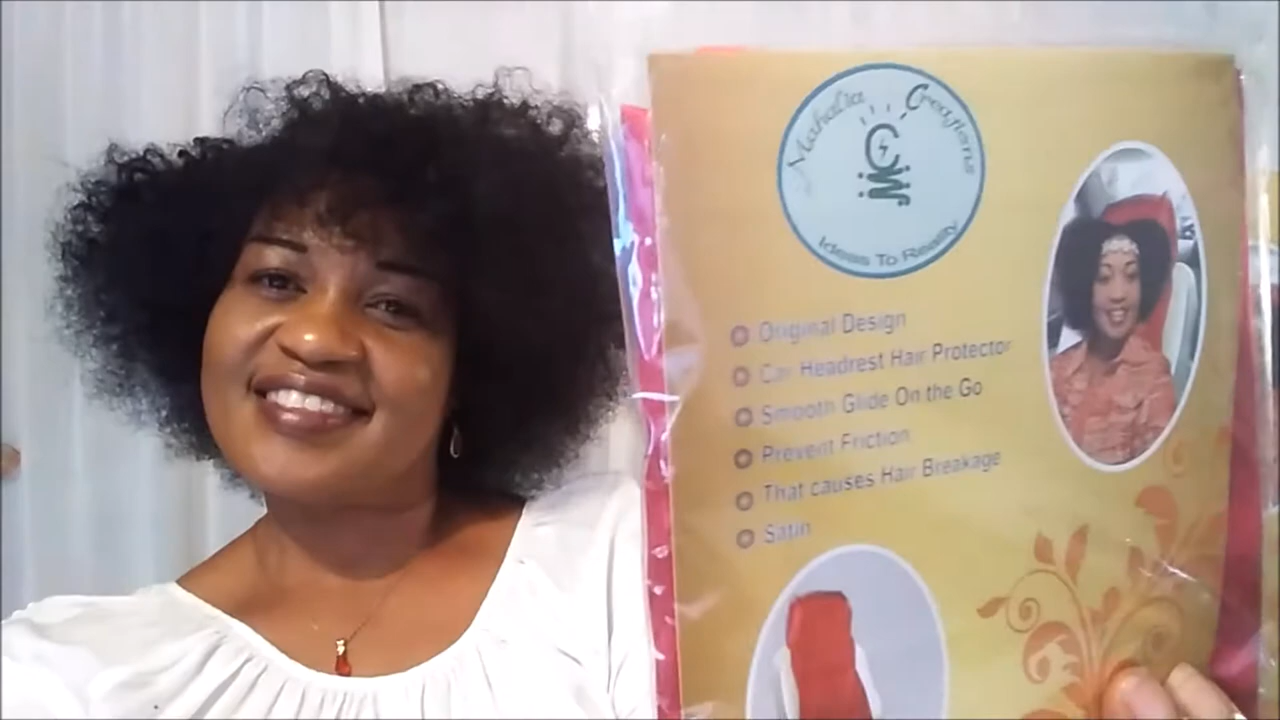 Mahalia Creations
MC
Ideas To Reality
Original Design
Car Headrest Hair Protector
Smooth Glide On the Go
Prevent Friction
That causes Hair Breakage
Satin